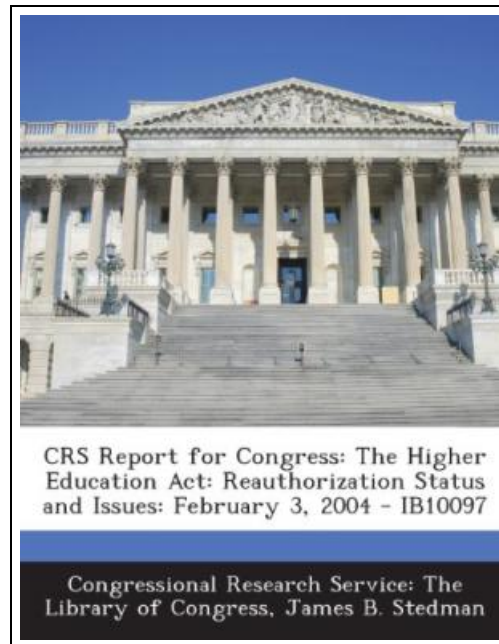 CRS Report for Congress: The Higher
Education Act: Reauthorization Status
and Issues: February 3, 2004 - IB10097
Congressional Research Service: The
Library of Congress, James B. Stedman